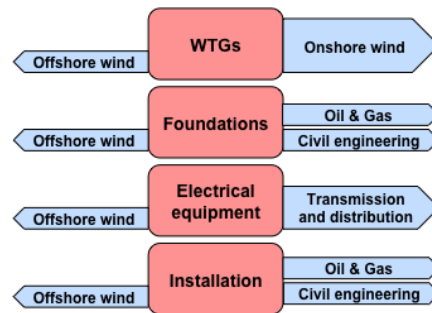 WTGs
Onshore wind
Offshore wind
Foundations
Oil & Gas
Civil engineering
Offshore wind
Electrical
equipment
Transmission
and distribution
Offshore wind
Installation
Oil & Gas
Civil engineering
Offshore wind